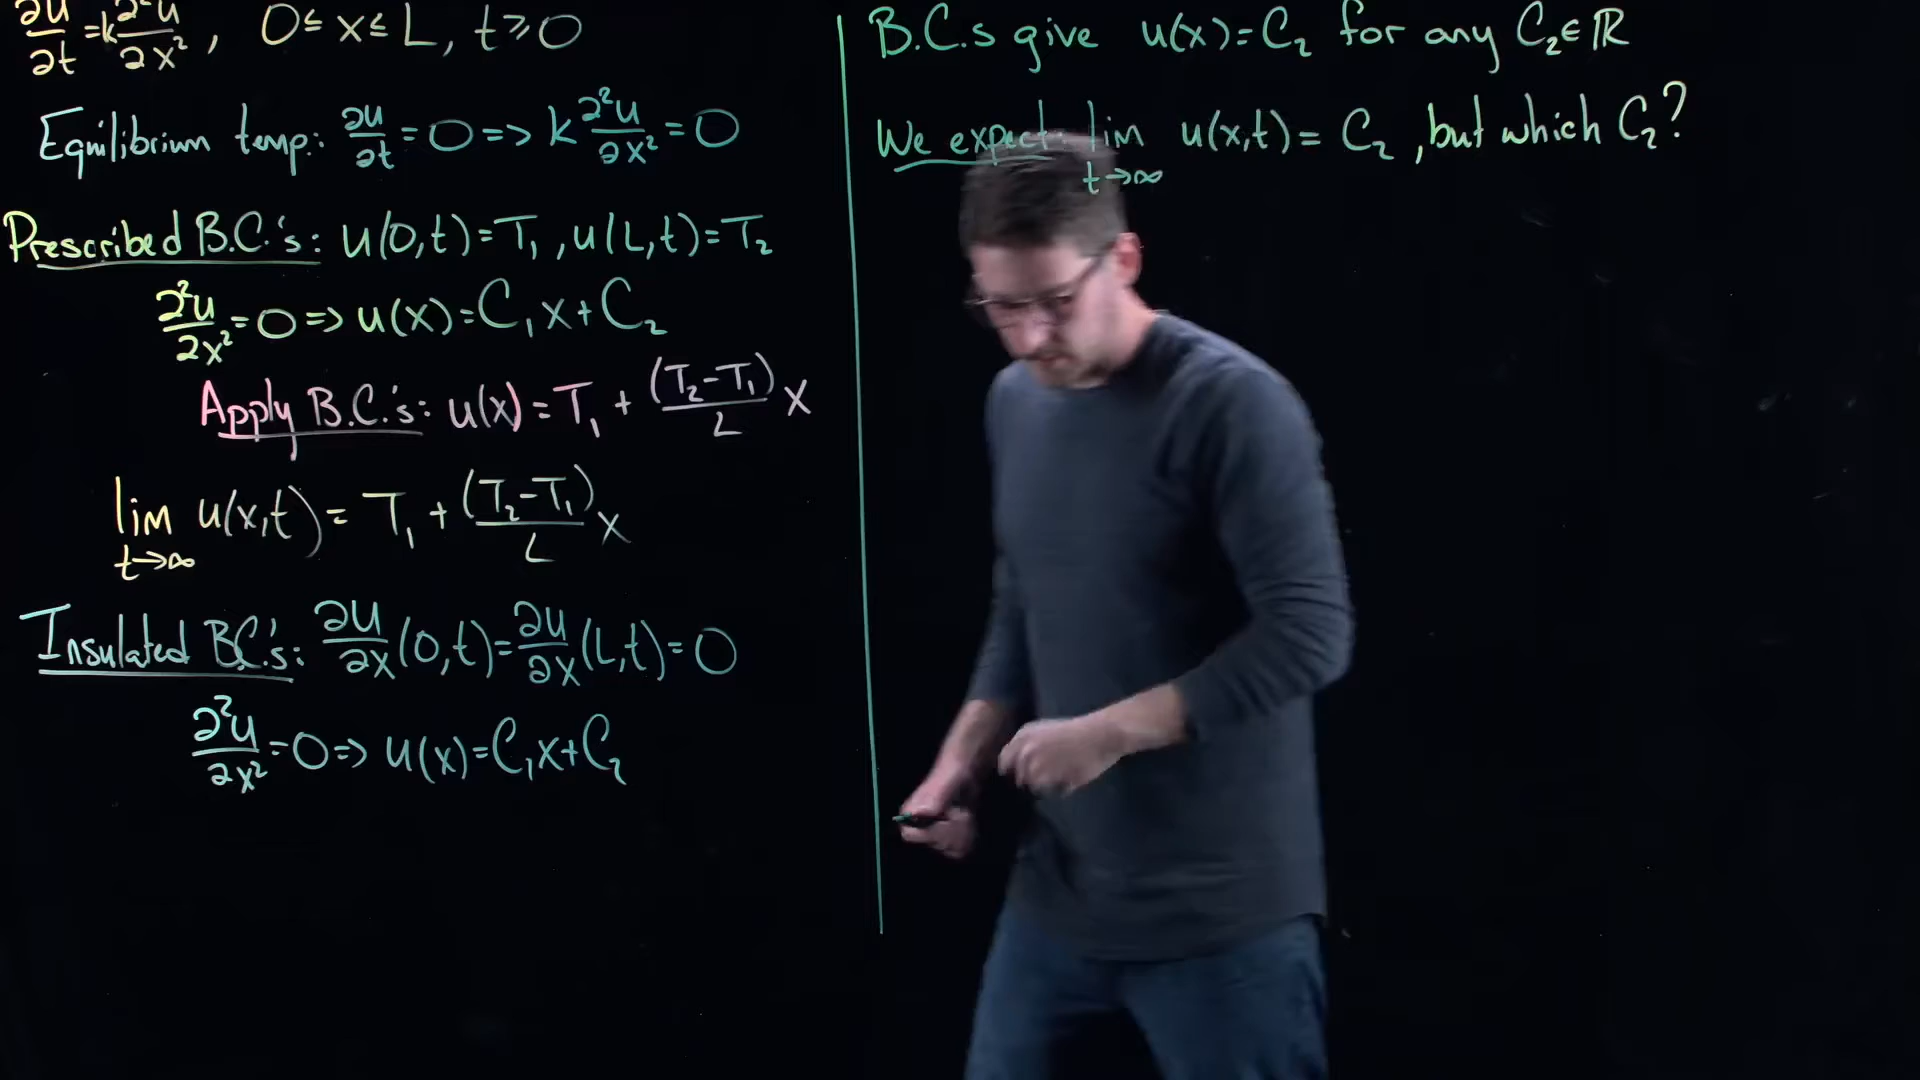 ∂u/∂t = k ∂²u/∂x², 0 ≤ x ≤ L, t ≥ 0
Equilibrium temp.: ∂u/∂t = 0 => k ∂²u/∂x² = 0
Prescribed B.C.'s: u(0,t) = T₁, u(L,t) = T₂
∂²u/∂x² = 0 => u(x) = C₁x + C₂
Apply B.C.'s: u(x) = T₁ + (T₂-T₁)/L x
lim t→∞ u(x,t) = T₁ + (T₂-T₁)/L x
Insulated B.C.'s: ∂u/∂x (0,t) = ∂u/∂x (L,t) = 0
∂²u/∂x² = 0 => u(x) = C₁x + C₂
B.C.s give u(x) = C₂ for any C₂ ∈ ℝ
We expect: lim t→∞ u(x,t) = C₂, but which C₂?